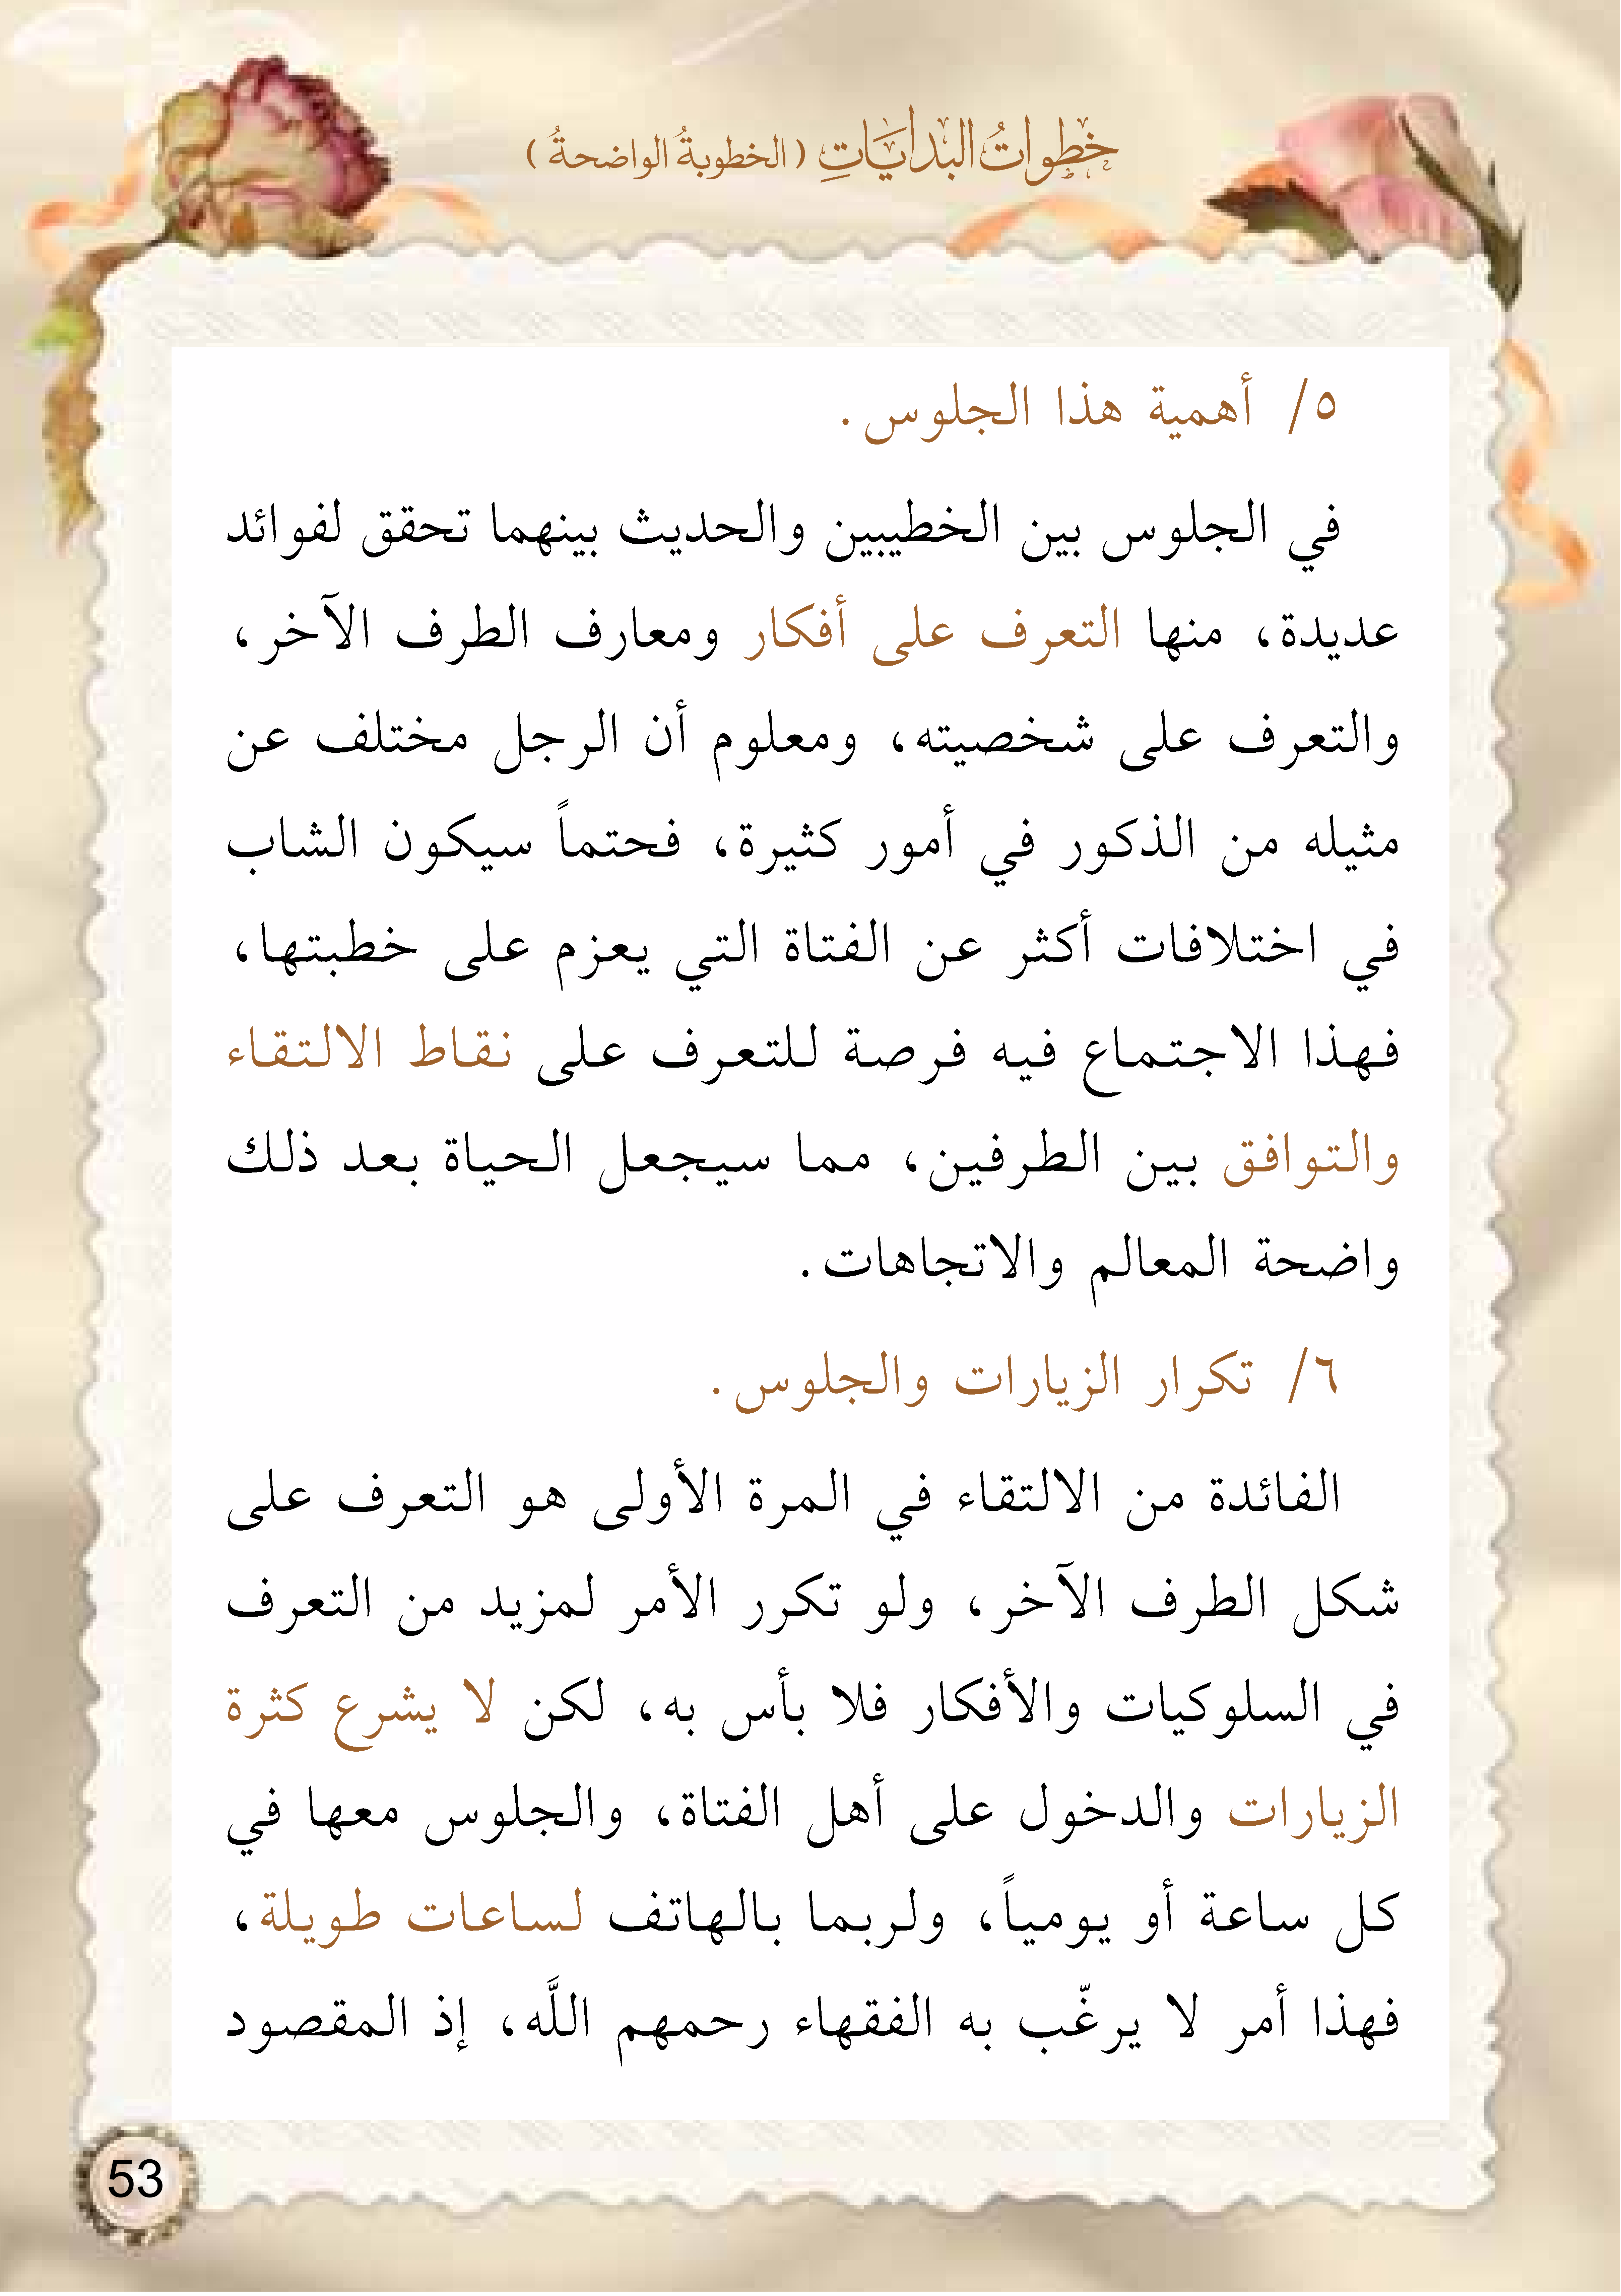 خطواتُ البدايَاتِ (الخطوبةُ الواضحةُ)
٥/ أهمية هذا الجلوس.
في الجلوس بين الخطيبين والحديث بينهما تحقق لفوائد
عديدة، منها التعرف على أفكار ومعارف الطرف الآخر،
والتعرف على شخصيته، ومعلوم أن الرجل مختلف عن
مثيله من الذكور في أمور كثيرة، فحتماً سيكون الشاب
في اختلافات أكثر عن الفتاة التي يعزم على خطبتها،
فهذا الاجتماع فيه فرصة للتعرف على نقاط الالتقاء
والتوافق بين الطرفين، مما سيجعل الحياة بعد ذلك
واضحة المعالم والاتجاهات.
٦/ تكرار الزيارات والجلوس.
الفائدة من الالتقاء في المرة الأولى هو التعرف على
شكل الطرف الآخر، ولو تكرر الأمر لمزيد من التعرف
في السلوكيات والأفكار فلا بأس به، لكن لا يشرع كثرة
الزيارات والدخول على أهل الفتاة، والجلوس معها في
كل ساعة أو يومياً، ولربما بالهاتف لساعات طويلة،
فهذا أمر لا يرغّب به الفقهاء رحمهم اللَّه، إذ المقصود
53